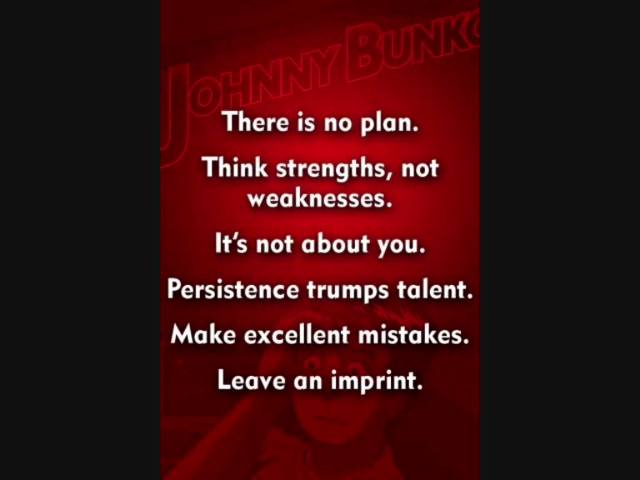 JOHNNY BUNKO
There is no plan.
Think strengths, not
weaknesses.
It's not about you.
Persistence trumps talent.
Make excellent mistakes.
Leave an imprint.